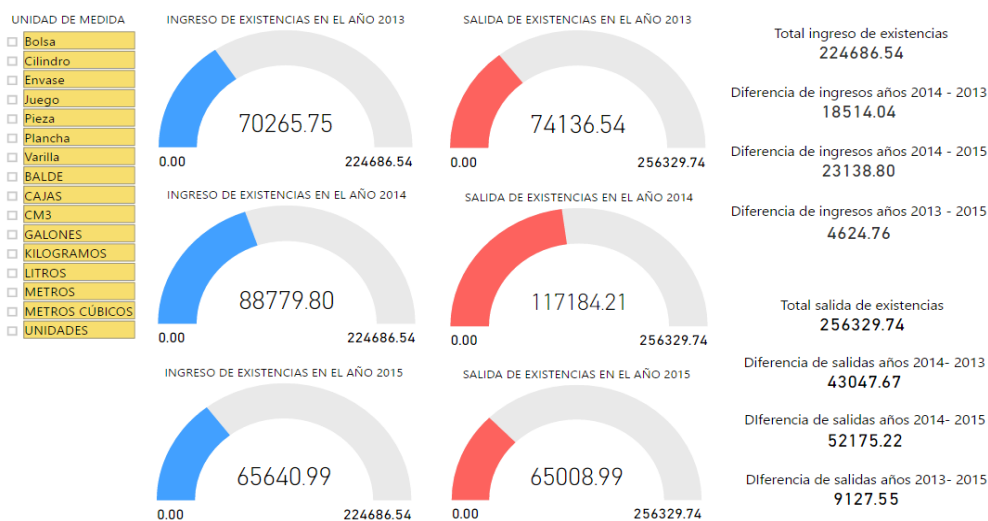 UNIDAD DE MEDIDA
Bolsa
Cilindro
Envase
Juego
Pieza
Plancha
Varilla
BALDE
CAJAS
CM3
GALONES
KILOGRAMOS
LITROS
METROS
METROS CÚBICOS
UNIDADES
INGRESO DE EXISTENCIAS EN EL AÑO 2013
70265.75
0.00
224686.54
SALIDA DE EXISTENCIAS EN EL AÑO 2013
74136.54
0.00
256329.74
INGRESO DE EXISTENCIAS EN EL AÑO 2014
88779.80
0.00
224686.54
SALIDA DE EXISTENCIAS EN EL AÑO 2014
117184.21
0.00
256329.74
INGRESO DE EXISTENCIAS EN EL AÑO 2015
65640.99
0.00
224686.54
SALIDA DE EXISTENCIAS EN EL AÑO 2015
65008.99
0.00
256329.74
Total ingreso de existencias
224686.54
Diferencia de ingresos años 2014 - 2013
18514.04
Diferencia de ingresos años 2014 - 2015
23138.80
Diferencia de ingresos años 2013 - 2015
4624.76
Total salida de existencias
256329.74
Diferencia de salidas años 2014- 2013
43047.67
DIferencia de salidas años 2014- 2015
52175.22
DIferencia de salidas años 2013- 2015
9127.55